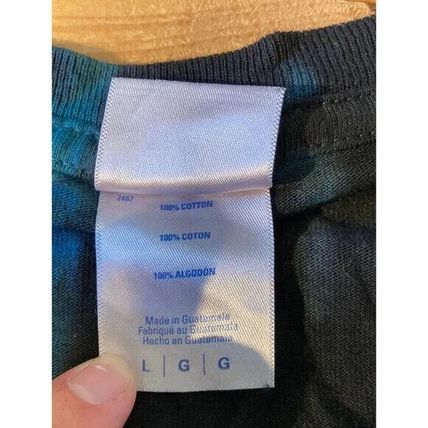 2487
100% COTTON
100% COTON
100% ALGODON
Made in Guatemala
Fabriqué au Guatemala
Hecho en Guatemala
L | G | G